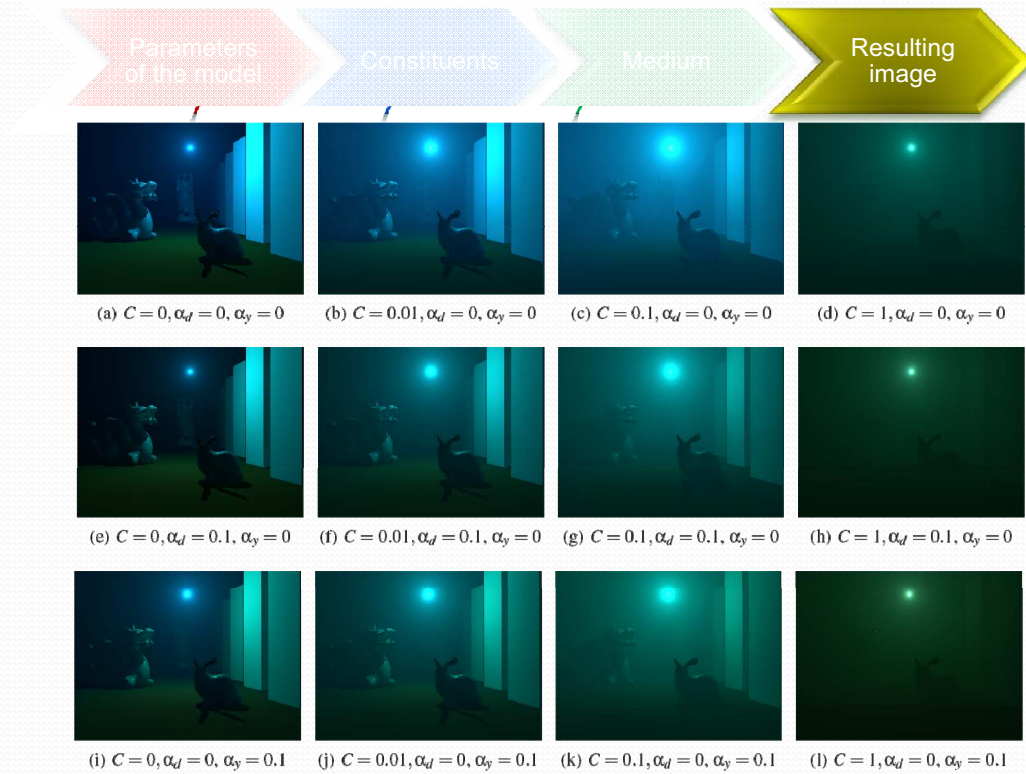 Parameters
of the model
Constituents
Medium
Resulting
image
(a) C = 0, α_d = 0, α_y = 0
(b) C = 0.01, α_d = 0, α_y = 0
(c) C = 0.1, α_d = 0, α_y = 0
(d) C = 1, α_d = 0, α_y = 0
(e) C = 0, α_d = 0.1, α_y = 0
(f) C = 0.01, α_d = 0.1, α_y = 0
(g) C = 0.1, α_d = 0.1, α_y = 0
(h) C = 1, α_d = 0.1, α_y = 0
(i) C = 0, α_d = 0, α_y = 0.1
(j) C = 0.01, α_d = 0, α_y = 0.1
(k) C = 0.1, α_d = 0, α_y = 0.1
(l) C = 1, α_d = 0, α_y = 0.1